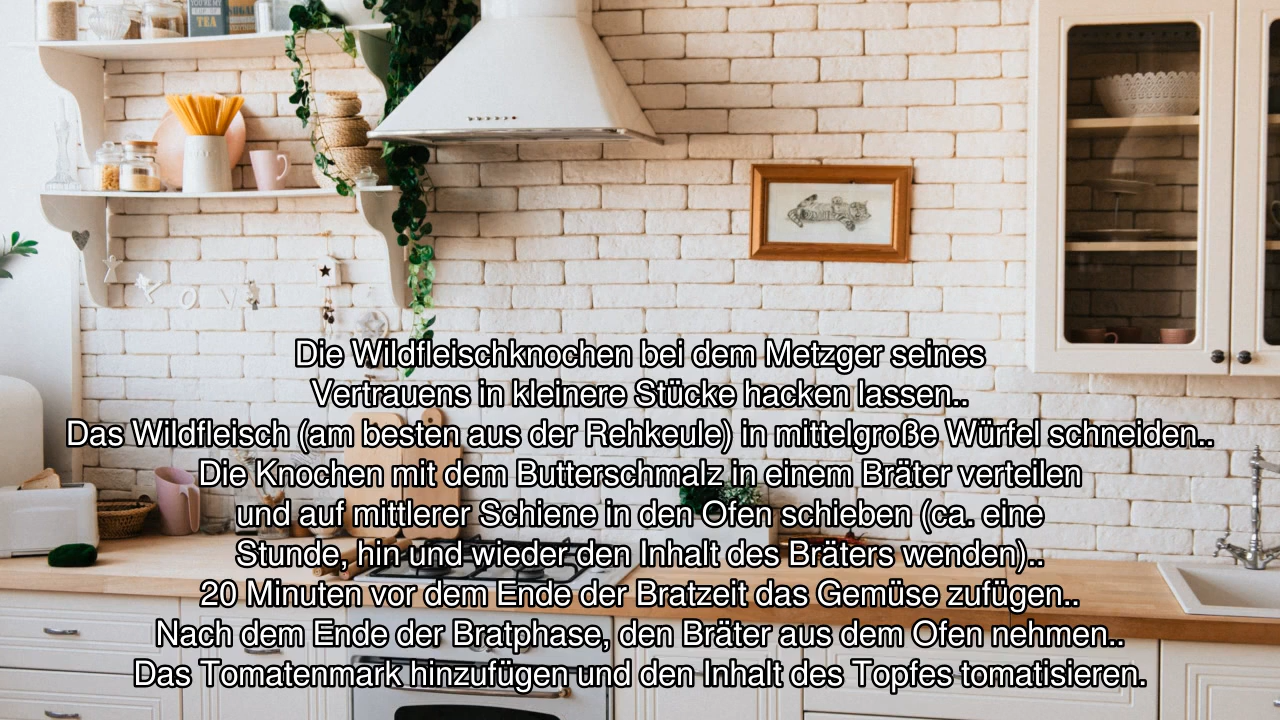 TEA
Die Wildfleischknochen bei dem Metzger seines
Vertrauens in kleinere Stücke hacken lassen..
Das Wildfleisch (am besten aus der Rehkeule) in mittelgroße Würfel schneiden..
Die Knochen mit dem Butterschmalz in einem Bräter verteilen
und auf mittlerer Schiene in den Ofen schieben (ca. eine
Stunde, hin und wieder den Inhalt des Bräters wenden)..
20 Minuten vor dem Ende der Bratzeit das Gemüse zufügen..
Nach dem Ende der Bratphase, den Bräter aus dem Ofen nehmen..
Das Tomatenmark hinzufügen und den Inhalt des Topfes tomatisieren.